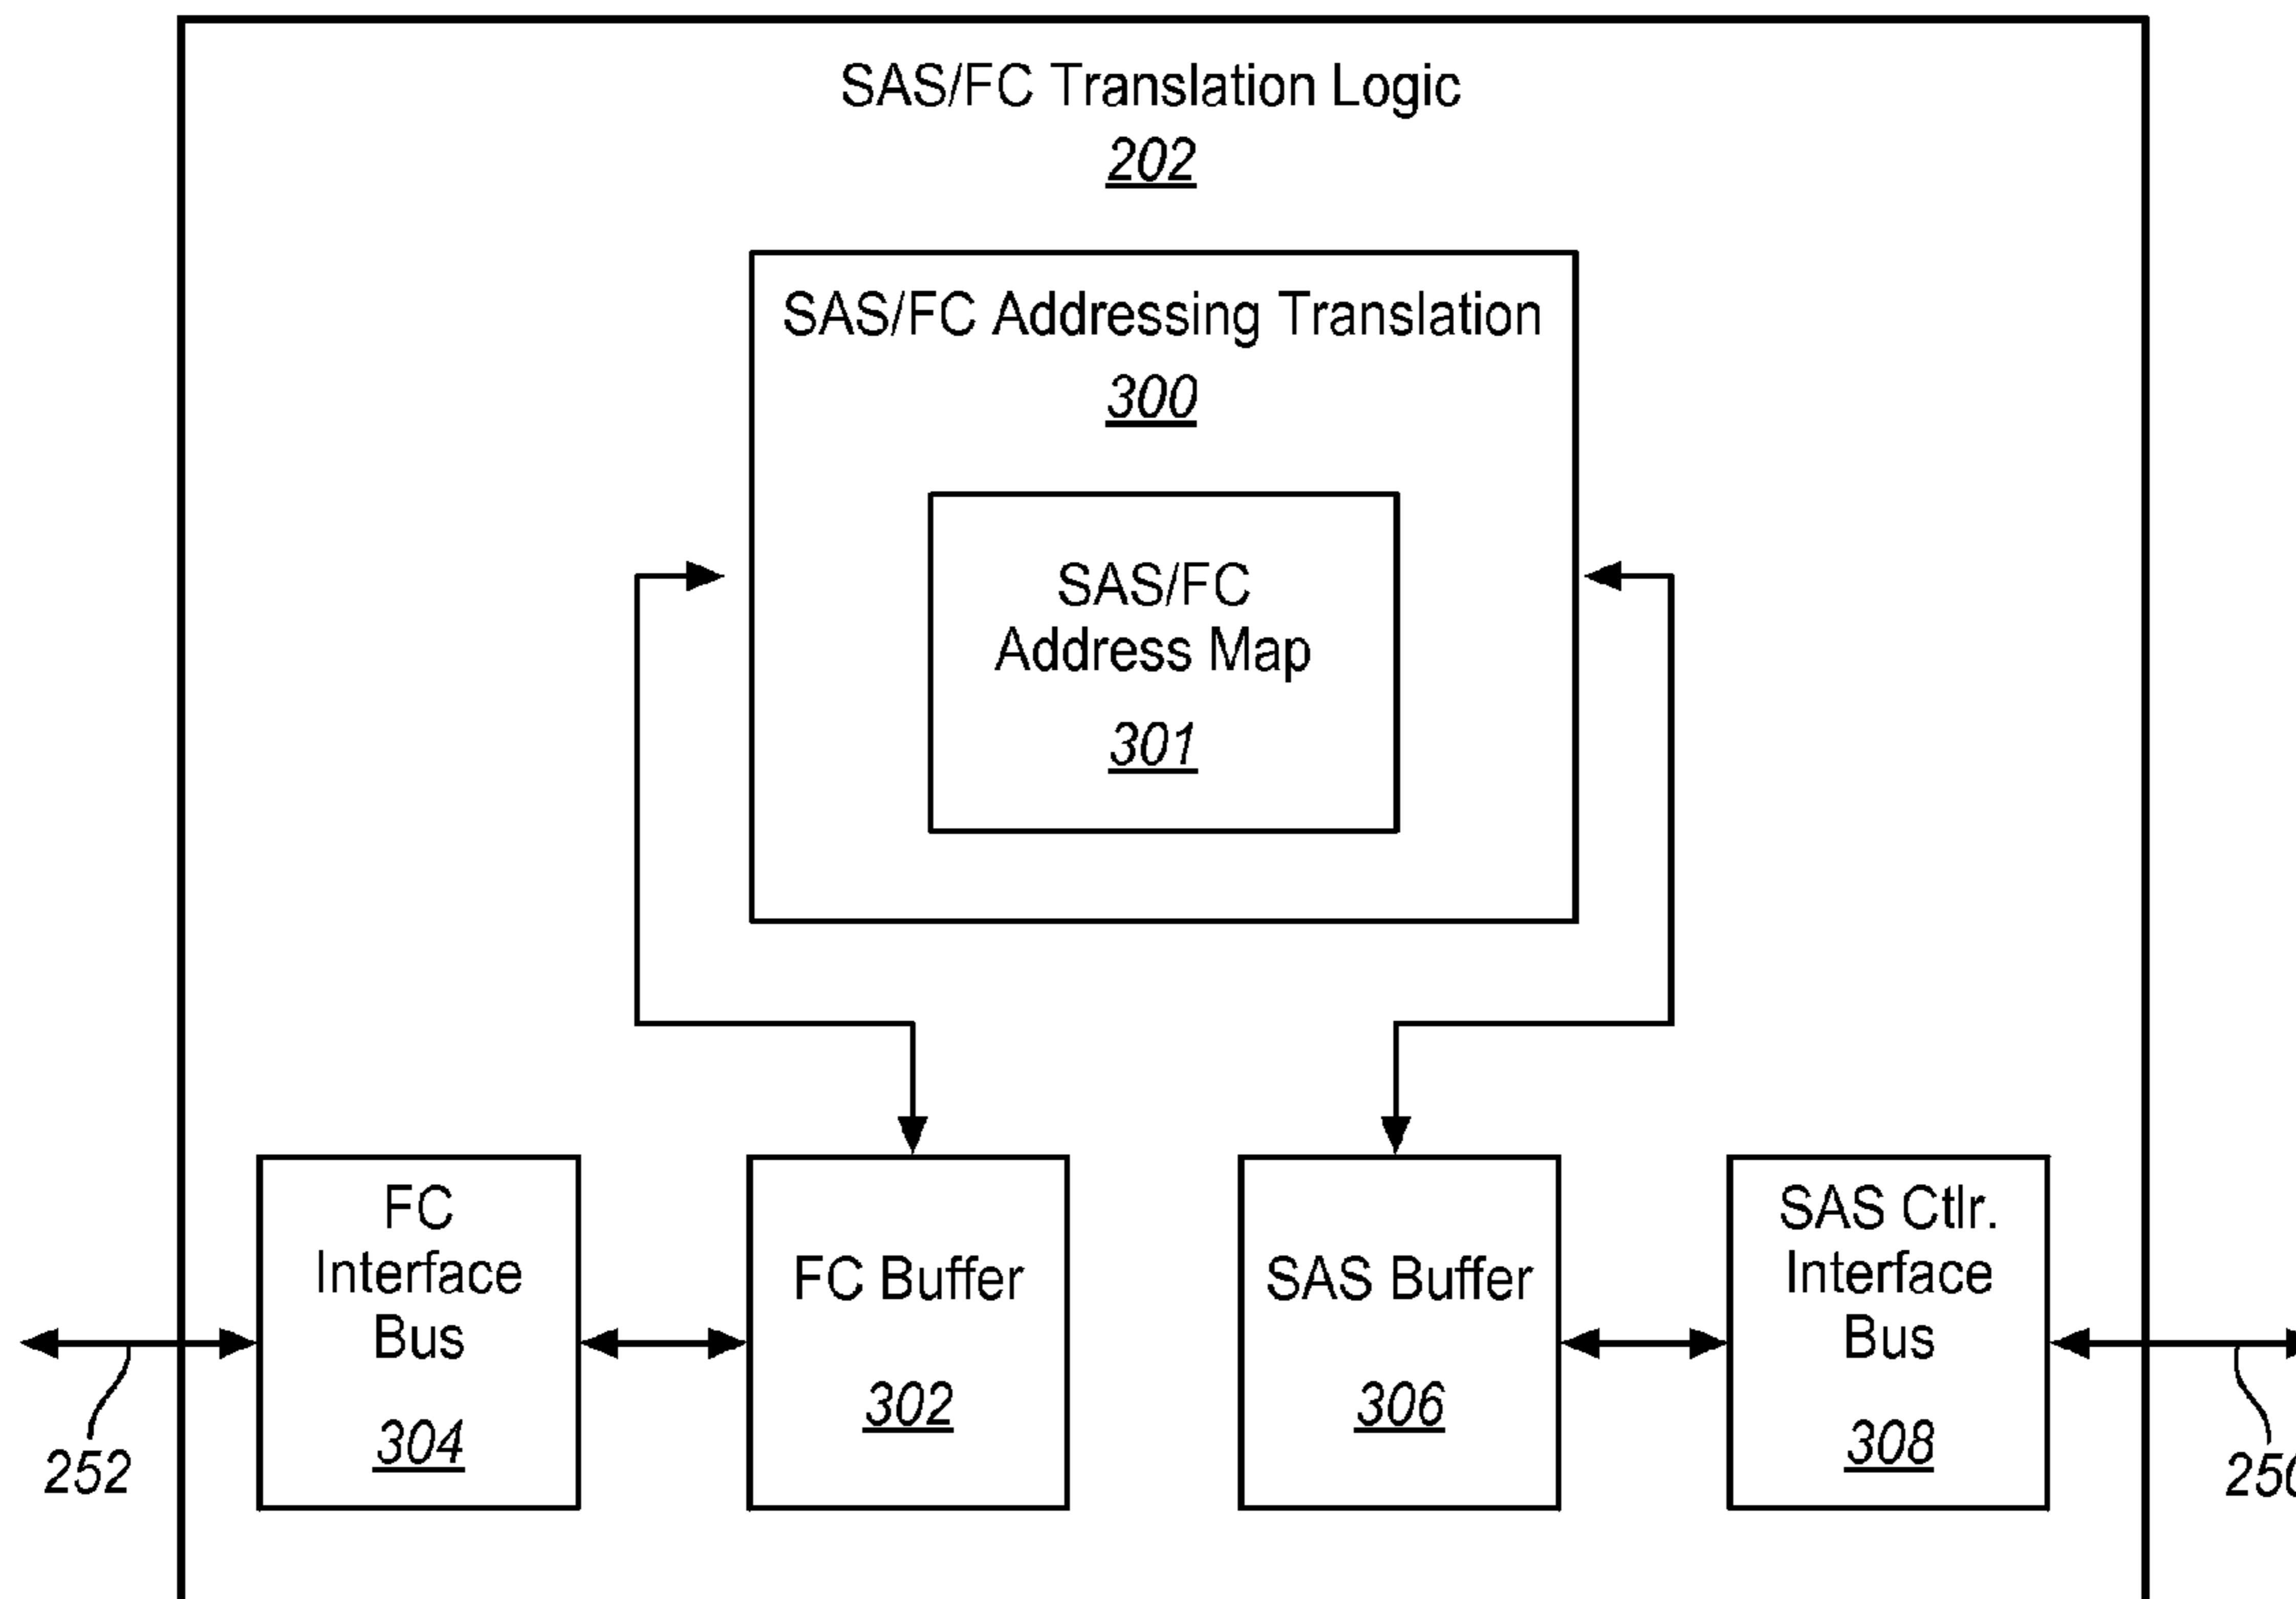 SAS/FC Translation Logic
202
SAS/FC Addressing Translation
300
SAS/FC
Address Map
301
FC
Interface
Bus
304
FC Buffer
302
SAS Buffer
306
SAS Ctlr.
Interface
Bus
308
252